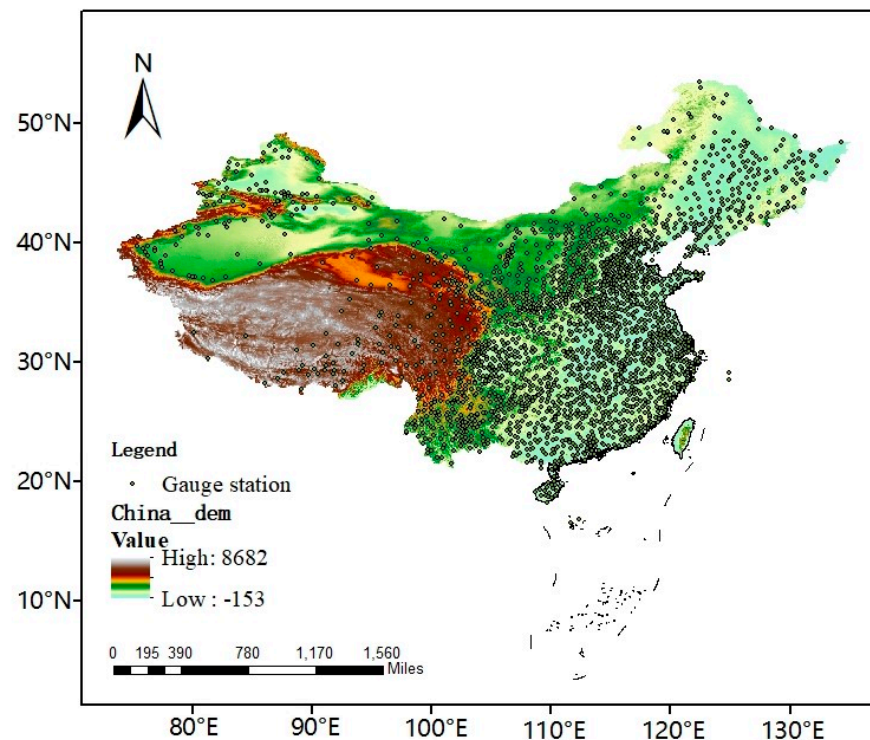 N
50°N
40°N
30°N
20°N
10°N
Legend
Gauge station
China__dem
Value
High: 8682
Low : -153
0 195 390 780 1,170 1,560
Miles
80°E 90°E 100°E 110°E 120°E 130°E